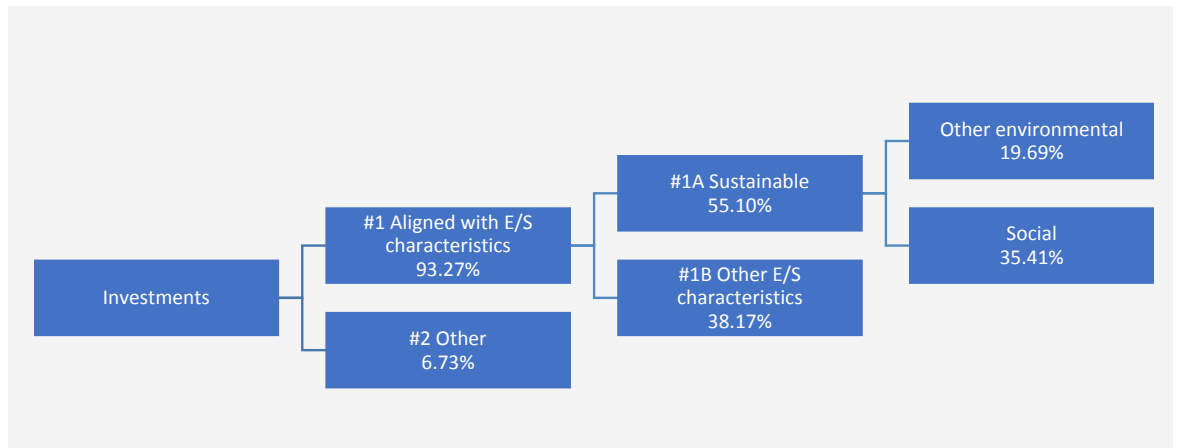 Investments
#1 Aligned with E/S
characteristics
93.27%
#2 Other
6.73%
#1A Sustainable
55.10%
#1B Other E/S
characteristics
38.17%
Other environmental
19.69%
Social
35.41%